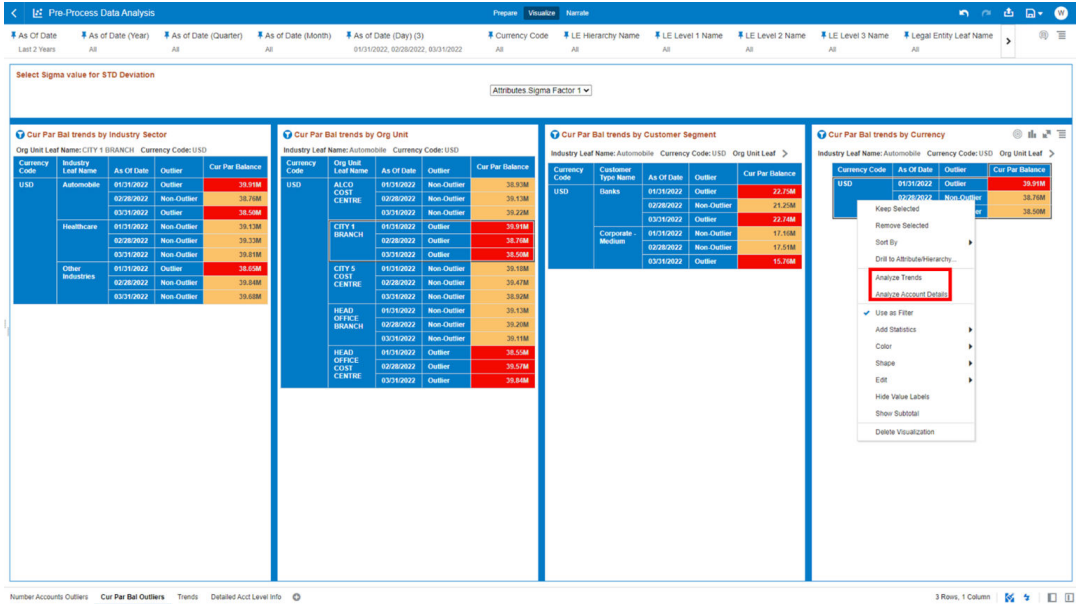 Pre-Process Data Analysis
Prepare Visualize Narrate
W
As Of Date As of Date (Year) As of Date (Quarter) As of Date (Month) As of Date (Day) (3) Currency Code LE Hierarchy Name LE Level 1 Name LE Level 2 Name LE Level 3 Name Legal Entity Leaf Name
Last 2 Years All All All 01/31/2022, 02/28/2022, 03/31/2022 All All All All All All
Select Sigma value for STD Deviation
Attributes.Sigma Factor 1
Cur Par Bal trends by Industry Sector
Org Unit Leaf Name: CITY 1 BRANCH Currency Code: USD
Currency Code Industry Leaf Name As Of Date Outlier Cur Par Balance
USD Automobile 01/31/2022 Outlier 39.91M
02/28/2022 Non-Outlier 38.76M
03/31/2022 Outlier 38.50M
Healthcare 01/31/2022 Non-Outlier 39.13M
02/28/2022 Non-Outlier 39.33M
03/31/2022 Non-Outlier 39.81M
Other Industries 01/31/2022 Outlier 38.65M
02/28/2022 Non-Outlier 39.04M
03/31/2022 Non-Outlier 39.68M
Cur Par Bal trends by Org Unit
Industry Leaf Name: Automobile Currency Code: USD
Currency Code Org Unit Leaf Name As Of Date Outlier Cur Par Balance
USD ALCO COST CENTRE 01/31/2022 Non-Outlier 38.93M
02/28/2022 Non-Outlier 39.13M
03/31/2022 Non-Outlier 39.22M
CITY 1 BRANCH 01/31/2022 Outlier 39.91M
02/28/2022 Outlier 38.76M
03/31/2022 Outlier 38.50M
CITY 5 COST CENTRE 01/31/2022 Non-Outlier 39.18M
02/28/2022 Non-Outlier 39.47M
03/31/2022 Non-Outlier 38.92M
HEAD OFFICE BRANCH 01/31/2022 Non-Outlier 39.13M
02/28/2022 Non-Outlier 39.20M
03/31/2022 Non-Outlier 39.11M
HEAD OFFICE COST CENTRE 01/31/2022 Outlier 38.55M
02/28/2022 Outlier 39.57M
03/31/2022 Outlier 39.84M
Cur Par Bal trends by Customer Segment
Industry Leaf Name: Automobile Currency Code: USD Org Unit Leaf
Currency Code Customer Type Name As Of Date Outlier Cur Par Balance
USD Banks 01/31/2022 Outlier 22.75M
02/28/2022 Non-Outlier 21.25M
03/31/2022 Outlier 22.74M
Corporate - Medium 01/31/2022 Non-Outlier 17.16M
02/28/2022 Non-Outlier 17.51M
03/31/2022 Outlier 15.76M
Cur Par Bal trends by Currency
Industry Leaf Name: Automobile Currency Code: USD Org Unit Leaf
Currency Code As Of Date Outlier Cur Par Balance
USD 01/31/2022 Outlier 39.91M
02/28/2022 Non-Outlier 38.76M
38.50M
Keep Selected
Remove Selected
Sort By
Drill to Attribute/Hierarchy...
Analyze Trends
Analyze Account Details
Use as Filter
Add Statistics
Color
Shape
Edit
Hide Value Labels
Show Subtotal
Delete Visualization
Number Accounts Outliers Cur Par Bal Outliers Trends Detailed Acct Level Info
3 Rows, 1 Column